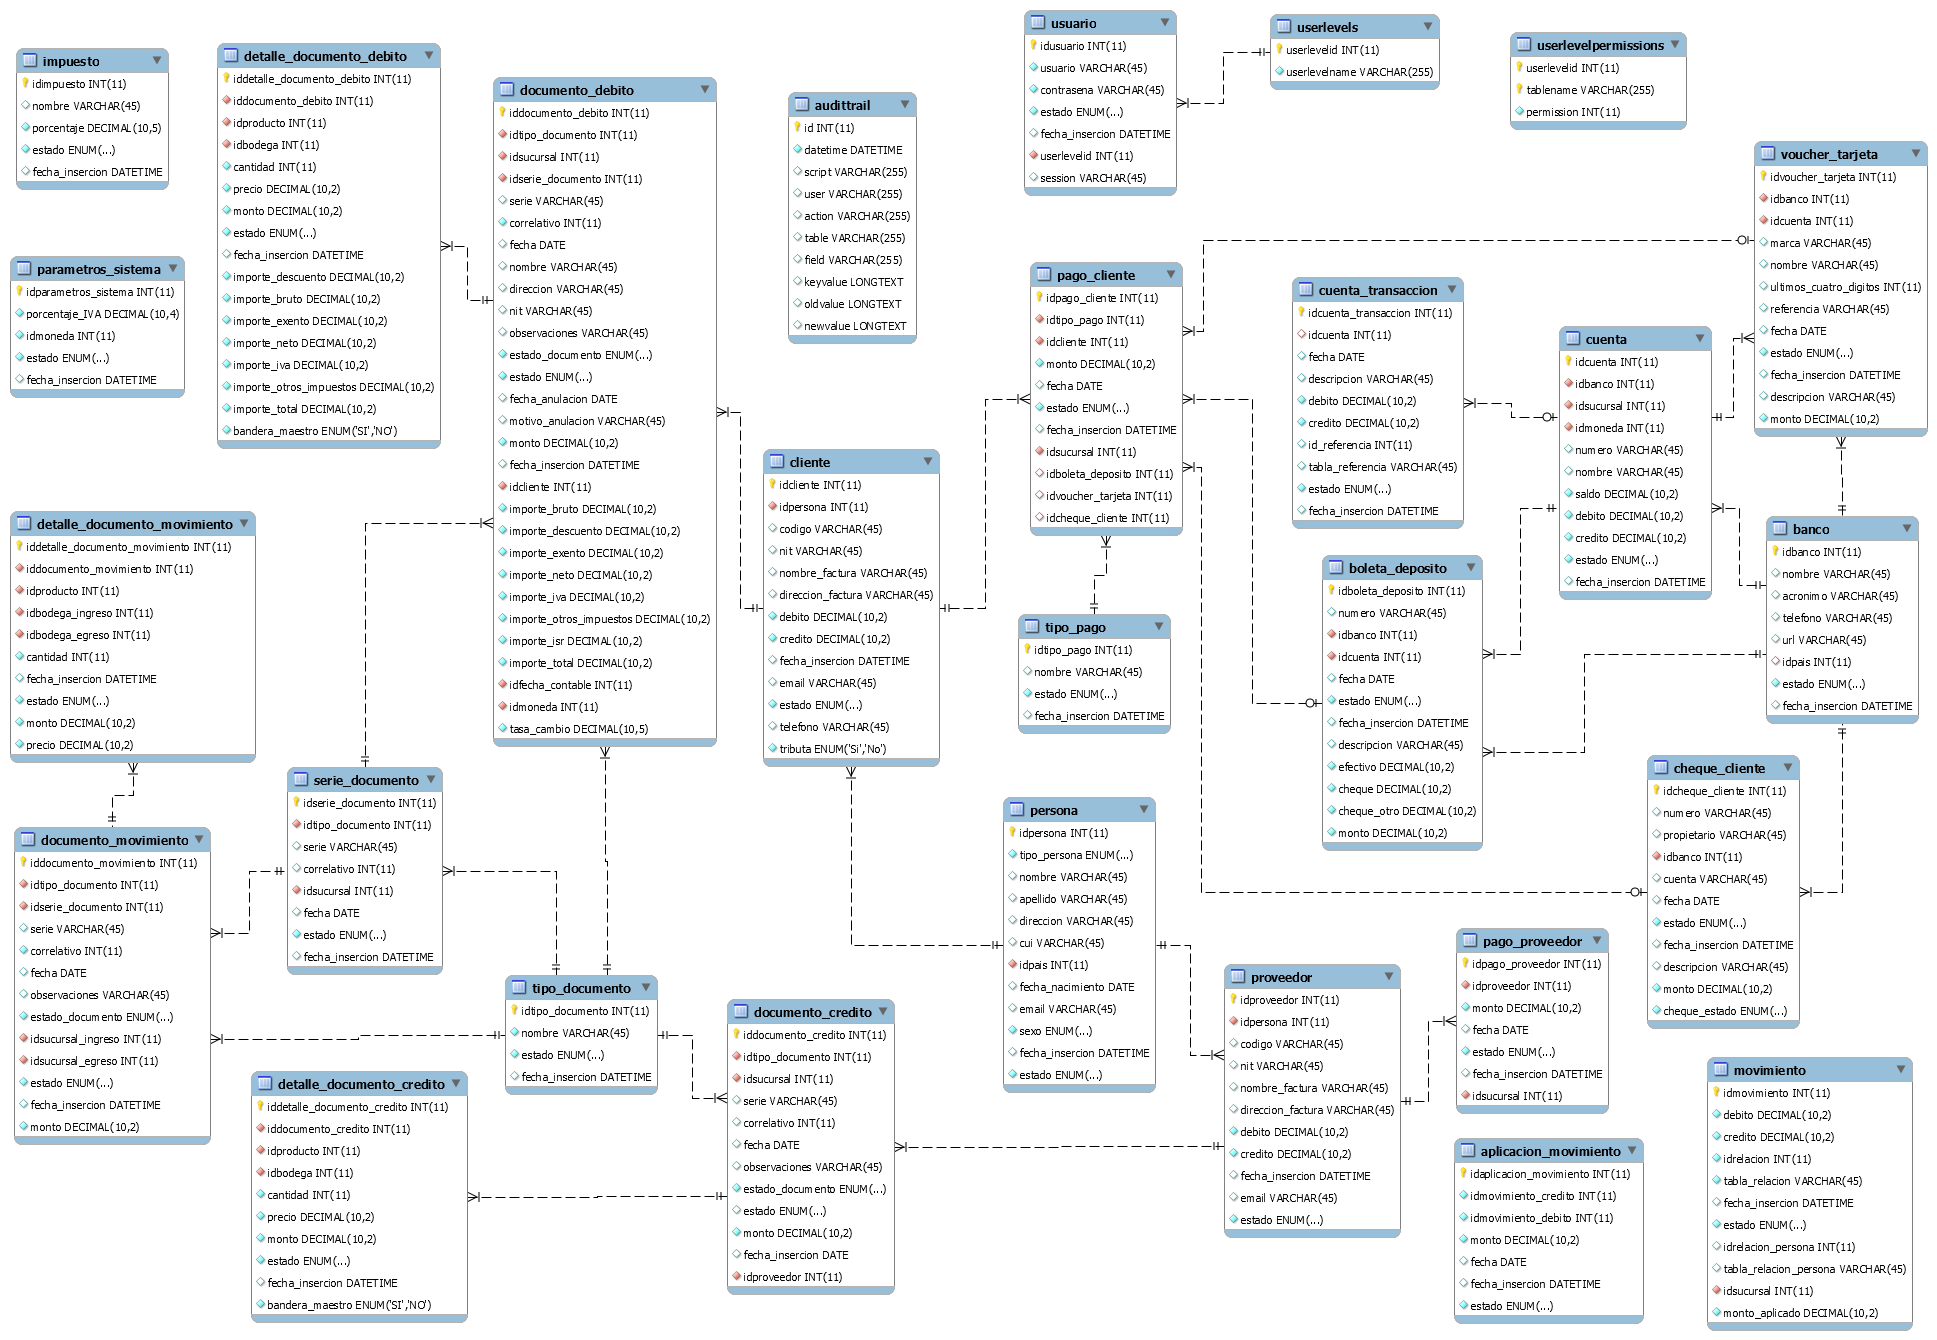 impuesto
idimpuesto INT(11)
nombre VARCHAR(45)
porcentaje DECIMAL(10,5)
estado ENUM(...)
fecha_insercion DATETIME
parametros_sistema
idparametros_sistema INT(11)
porcentaje_IVA DECIMAL(10,4)
idmoneda INT(11)
estado ENUM(...)
fecha_insercion DATETIME
detalle_documento_debito
iddetalle_documento_debito INT(11)
iddocumento_debito INT(11)
idproducto INT(11)
idbodega INT(11)
cantidad INT(11)
precio DECIMAL(10,2)
monto DECIMAL(10,2)
estado ENUM(...)
fecha_insercion DATETIME
importe_descuento DECIMAL(10,2)
importe_bruto DECIMAL(10,2)
importe_exento DECIMAL(10,2)
importe_neto DECIMAL(10,2)
importe_iva DECIMAL(10,2)
importe_otros_impuestos DECIMAL(10,2)
importe_total DECIMAL(10,2)
bandera_maestro ENUM('SI','NO')
documento_debito
iddocumento_debito INT(11)
idtipo_documento INT(11)
idsucursal INT(11)
idserie_documento INT(11)
serie VARCHAR(45)
correlativo INT(11)
fecha DATE
nombre VARCHAR(45)
direccion VARCHAR(45)
nit VARCHAR(45)
observaciones VARCHAR(45)
estado_documento ENUM(...)
estado ENUM(...)
fecha_anulacion DATE
motivo_anulacion VARCHAR(45)
monto DECIMAL(10,2)
fecha_insercion DATETIME
idcliente INT(11)
importe_bruto DECIMAL(10,2)
importe_descuento DECIMAL(10,2)
importe_exento DECIMAL(10,2)
importe_neto DECIMAL(10,2)
importe_iva DECIMAL(10,2)
importe_otros_impuestos DECIMAL(10,2)
importe_isr DECIMAL(10,2)
importe_total DECIMAL(10,2)
idfecha_contable INT(11)
idmoneda INT(11)
tasa_cambio DECIMAL(10,5)
audittrail
id INT(11)
datetime DATETIME
script VARCHAR(255)
user VARCHAR(255)
action VARCHAR(255)
table VARCHAR(255)
field VARCHAR(255)
keyvalue LONGTEXT
oldvalue LONGTEXT
newvalue LONGTEXT
usuario
idusuario INT(11)
usuario VARCHAR(45)
contrasena VARCHAR(45)
estado ENUM(...)
fecha_insercion DATETIME
userlevelid INT(11)
session VARCHAR(45)
userlevels
userlevelid INT(11)
userlevelname VARCHAR(255)
userlevelpermissions
userlevelid INT(11)
tablename VARCHAR(255)
permission INT(11)
voucher_tarjeta
idvoucher_tarjeta INT(11)
idbanco INT(11)
idcuenta INT(11)
marca VARCHAR(45)
nombre VARCHAR(45)
ultimos_cuatro_digitos INT(11)
referencia VARCHAR(45)
fecha DATE
estado ENUM(...)
fecha_insercion DATETIME
descripcion VARCHAR(45)
monto DECIMAL(10,2)
pago_cliente
idpago_cliente INT(11)
idtipo_pago INT(11)
idcliente INT(11)
monto DECIMAL(10,2)
fecha DATE
estado ENUM(...)
fecha_insercion DATETIME
idsucursal INT(11)
idboleta_deposito INT(11)
idvoucher_tarjeta INT(11)
idcheque_cliente INT(11)
cuenta_transaccion
idcuenta_transaccion INT(11)
idcuenta INT(11)
fecha DATE
descripcion VARCHAR(45)
debito DECIMAL(10,2)
credito DECIMAL(10,2)
id_referencia INT(11)
tabla_referencia VARCHAR(45)
estado ENUM(...)
fecha_insercion DATETIME
cuenta
idcuenta INT(11)
idbanco INT(11)
idsucursal INT(11)
idmoneda INT(11)
numero VARCHAR(45)
nombre VARCHAR(45)
saldo DECIMAL(10,2)
debito DECIMAL(10,2)
credito DECIMAL(10,2)
estado ENUM(...)
fecha_insercion DATETIME
cliente
idcliente INT(11)
idpersona INT(11)
codigo VARCHAR(45)
nit VARCHAR(45)
nombre_factura VARCHAR(45)
direccion_factura VARCHAR(45)
debito DECIMAL(10,2)
credito DECIMAL(10,2)
fecha_insercion DATETIME
email VARCHAR(45)
estado ENUM(...)
telefono VARCHAR(45)
tributa ENUM('Si','No')
detalle_documento_movimiento
iddetalle_documento_movimiento INT(11)
iddocumento_movimiento INT(11)
idproducto INT(11)
idbodega_ingreso INT(11)
idbodega_egreso INT(11)
cantidad INT(11)
fecha_insercion DATETIME
estado ENUM(...)
monto DECIMAL(10,2)
precio DECIMAL(10,2)
banco
idbanco INT(11)
nombre VARCHAR(45)
acronimo VARCHAR(45)
telefono VARCHAR(45)
url VARCHAR(45)
idpais INT(11)
estado ENUM(...)
fecha_insercion DATETIME
boleta_deposito
idboleta_deposito INT(11)
numero VARCHAR(45)
idbanco INT(11)
idcuenta INT(11)
fecha DATE
estado ENUM(...)
fecha_insercion DATETIME
descripcion VARCHAR(45)
efectivo DECIMAL(10,2)
cheque DECIMAL(10,2)
cheque_otro DECIMAL(10,2)
monto DECIMAL(10,2)
tipo_pago
idtipo_pago INT(11)
nombre VARCHAR(45)
estado ENUM(...)
fecha_insercion DATETIME
serie_documento
idserie_documento INT(11)
idtipo_documento INT(11)
serie VARCHAR(45)
correlativo INT(11)
idsucursal INT(11)
fecha DATE
estado ENUM(...)
fecha_insercion DATETIME
cheque_cliente
idcheque_cliente INT(11)
numero VARCHAR(45)
propietario VARCHAR(45)
idbanco INT(11)
cuenta VARCHAR(45)
fecha DATE
estado ENUM(...)
fecha_insercion DATETIME
descripcion VARCHAR(45)
monto DECIMAL(10,2)
cheque_estado ENUM(...)
persona
idpersona INT(11)
tipo_persona ENUM(...)
nombre VARCHAR(45)
apellido VARCHAR(45)
direccion VARCHAR(45)
cui VARCHAR(45)
idpais INT(11)
fecha_nacimiento DATE
email VARCHAR(45)
sexo ENUM(...)
fecha_insercion DATETIME
estado ENUM(...)
documento_movimiento
iddocumento_movimiento INT(11)
idtipo_documento INT(11)
idserie_documento INT(11)
serie VARCHAR(45)
correlativo INT(11)
fecha DATE
observaciones VARCHAR(45)
estado_documento ENUM(...)
idsucursal_ingreso INT(11)
idsucursal_egreso INT(11)
estado ENUM(...)
fecha_insercion DATETIME
monto DECIMAL(10,2)
tipo_documento
idtipo_documento INT(11)
nombre VARCHAR(45)
estado ENUM(...)
fecha_insercion DATETIME
documento_credito
iddocumento_credito INT(11)
idtipo_documento INT(11)
idsucursal INT(11)
serie VARCHAR(45)
correlativo INT(11)
fecha DATE
observaciones VARCHAR(45)
estado_documento ENUM(...)
estado ENUM(...)
monto DECIMAL(10,2)
fecha_insercion DATE
idproveedor INT(11)
proveedor
idproveedor INT(11)
idpersona INT(11)
codigo VARCHAR(45)
nit VARCHAR(45)
nombre_factura VARCHAR(45)
direccion_factura VARCHAR(45)
debito DECIMAL(10,2)
credito DECIMAL(10,2)
fecha_insercion DATETIME
email VARCHAR(45)
estado ENUM(...)
pago_proveedor
idpago_proveedor INT(11)
idproveedor INT(11)
monto DECIMAL(10,2)
fecha DATE
estado ENUM(...)
fecha_insercion DATETIME
idsucursal INT(11)
detalle_documento_credito
iddetalle_documento_credito INT(11)
iddocumento_credito INT(11)
idproducto INT(11)
idbodega INT(11)
cantidad INT(11)
precio DECIMAL(10,2)
monto DECIMAL(10,2)
estado ENUM(...)
fecha_insercion DATETIME
bandera_maestro ENUM('SI','NO')
aplicacion_movimiento
idaplicacion_movimiento INT(11)
idmovimiento_credito INT(11)
idmovimiento_debito INT(11)
monto DECIMAL(10,2)
fecha DATE
fecha_insercion DATETIME
estado ENUM(...)
movimiento
idmovimiento INT(11)
debito DECIMAL(10,2)
credito DECIMAL(10,2)
idrelacion INT(11)
tabla_relacion VARCHAR(45)
fecha_insercion DATETIME
estado ENUM(...)
idrelacion_persona INT(11)
tabla_relacion_persona VARCHAR(45)
idsucursal INT(11)
monto_aplicado DECIMAL(10,2)